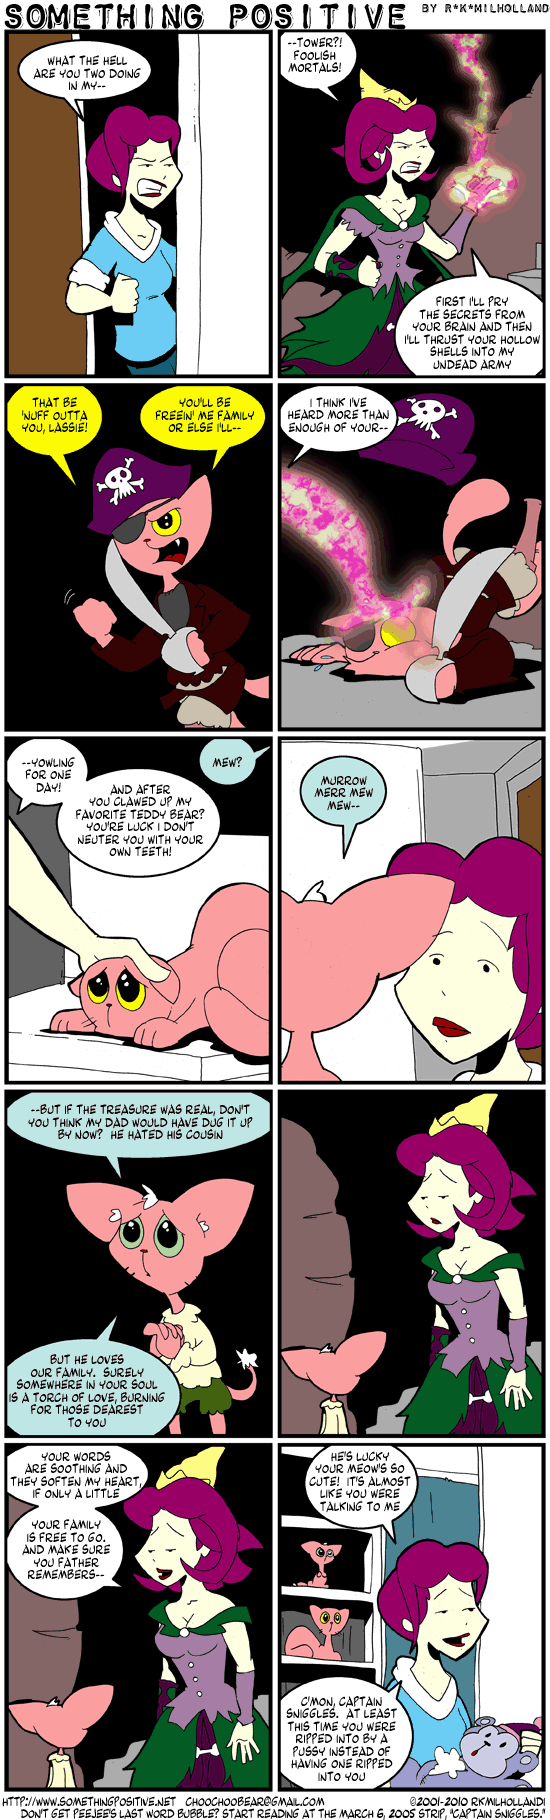 SOMETHING POSITIVE BY R*K*MILHOLLAND
WHAT THE HELL
ARE YOU TWO DOING
IN MY--
--TOWER?!
FOOLISH
MORTALS!
FIRST I'LL PRY
THE SECRETS FROM
YOUR BRAIN AND THEN
I'LL THRUST YOUR HOLLOW
SHELLS INTO MY
UNDEAD ARMY
THAT BE
'NUFF OUTTA
YOU, LASSIE!
YOU'LL BE
FREEIN' ME FAMILY
OR ELSE I'LL--
I THINK I'VE
HEARD MORE THAN
ENOUGH OF YOUR--
--YOWLING
FOR ONE
DAY!
AND AFTER
YOU CLAWED UP MY
FAVORITE TEDDY BEAR?
YOU'RE LUCK I DON'T
NEUTER YOU WITH YOUR
OWN TEETH!
MEW?
MURROW
MERR MEW
MEW--
--BUT IF THE TREASURE WAS REAL, DON'T
YOU THINK MY DAD WOULD HAVE DUG IT UP
BY NOW? HE HATED HIS COUSIN
BUT HE LOVES
OUR FAMILY. SURELY
SOMEWHERE IN YOUR SOUL
IS A TORCH OF LOVE, BURNING
FOR THOSE DEAREST
TO YOU
YOUR WORDS
ARE SOOTHING AND
THEY SOFTEN MY HEART,
IF ONLY A LITTLE
YOUR FAMILY
IS FREE TO GO.
AND MAKE SURE
YOU FATHER
REMEMBERS--
HE'S LUCKY
YOUR MEOW'S SO
CUTE! IT'S ALMOST
LIKE YOU WERE
TALKING TO ME
C'MON, CAPTAIN
SNIGGLES. AT LEAST
THIS TIME YOU WERE
RIPPED INTO BY A
PUSSY INSTEAD OF
HAVING ONE RIPPED
INTO YOU
HTTP://WWW.SOMETHINGPOSITIVE.NET CHOOCHOOBEAR@GMAIL.COM ©2001-2010 RKMILHOLLAND!
DON'T GET PEEJEE'S LAST WORD BUBBLE? START READING AT THE MARCH 6, 2005 STRIP, "CAPTAIN SNIGGLES."